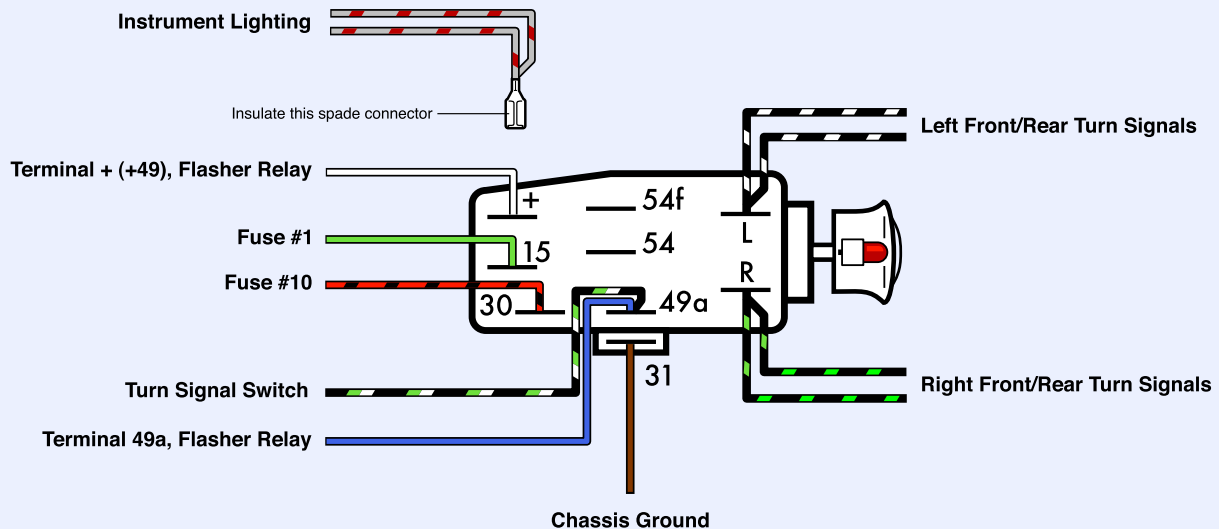 Instrument Lighting
Insulate this spade connector
Left Front/Rear Turn Signals
Terminal + (+49), Flasher Relay
+
54f
Fuse #1
15
54
L
Fuse #10
30
49a
R
31
Turn Signal Switch
Right Front/Rear Turn Signals
Terminal 49a, Flasher Relay
Chassis Ground